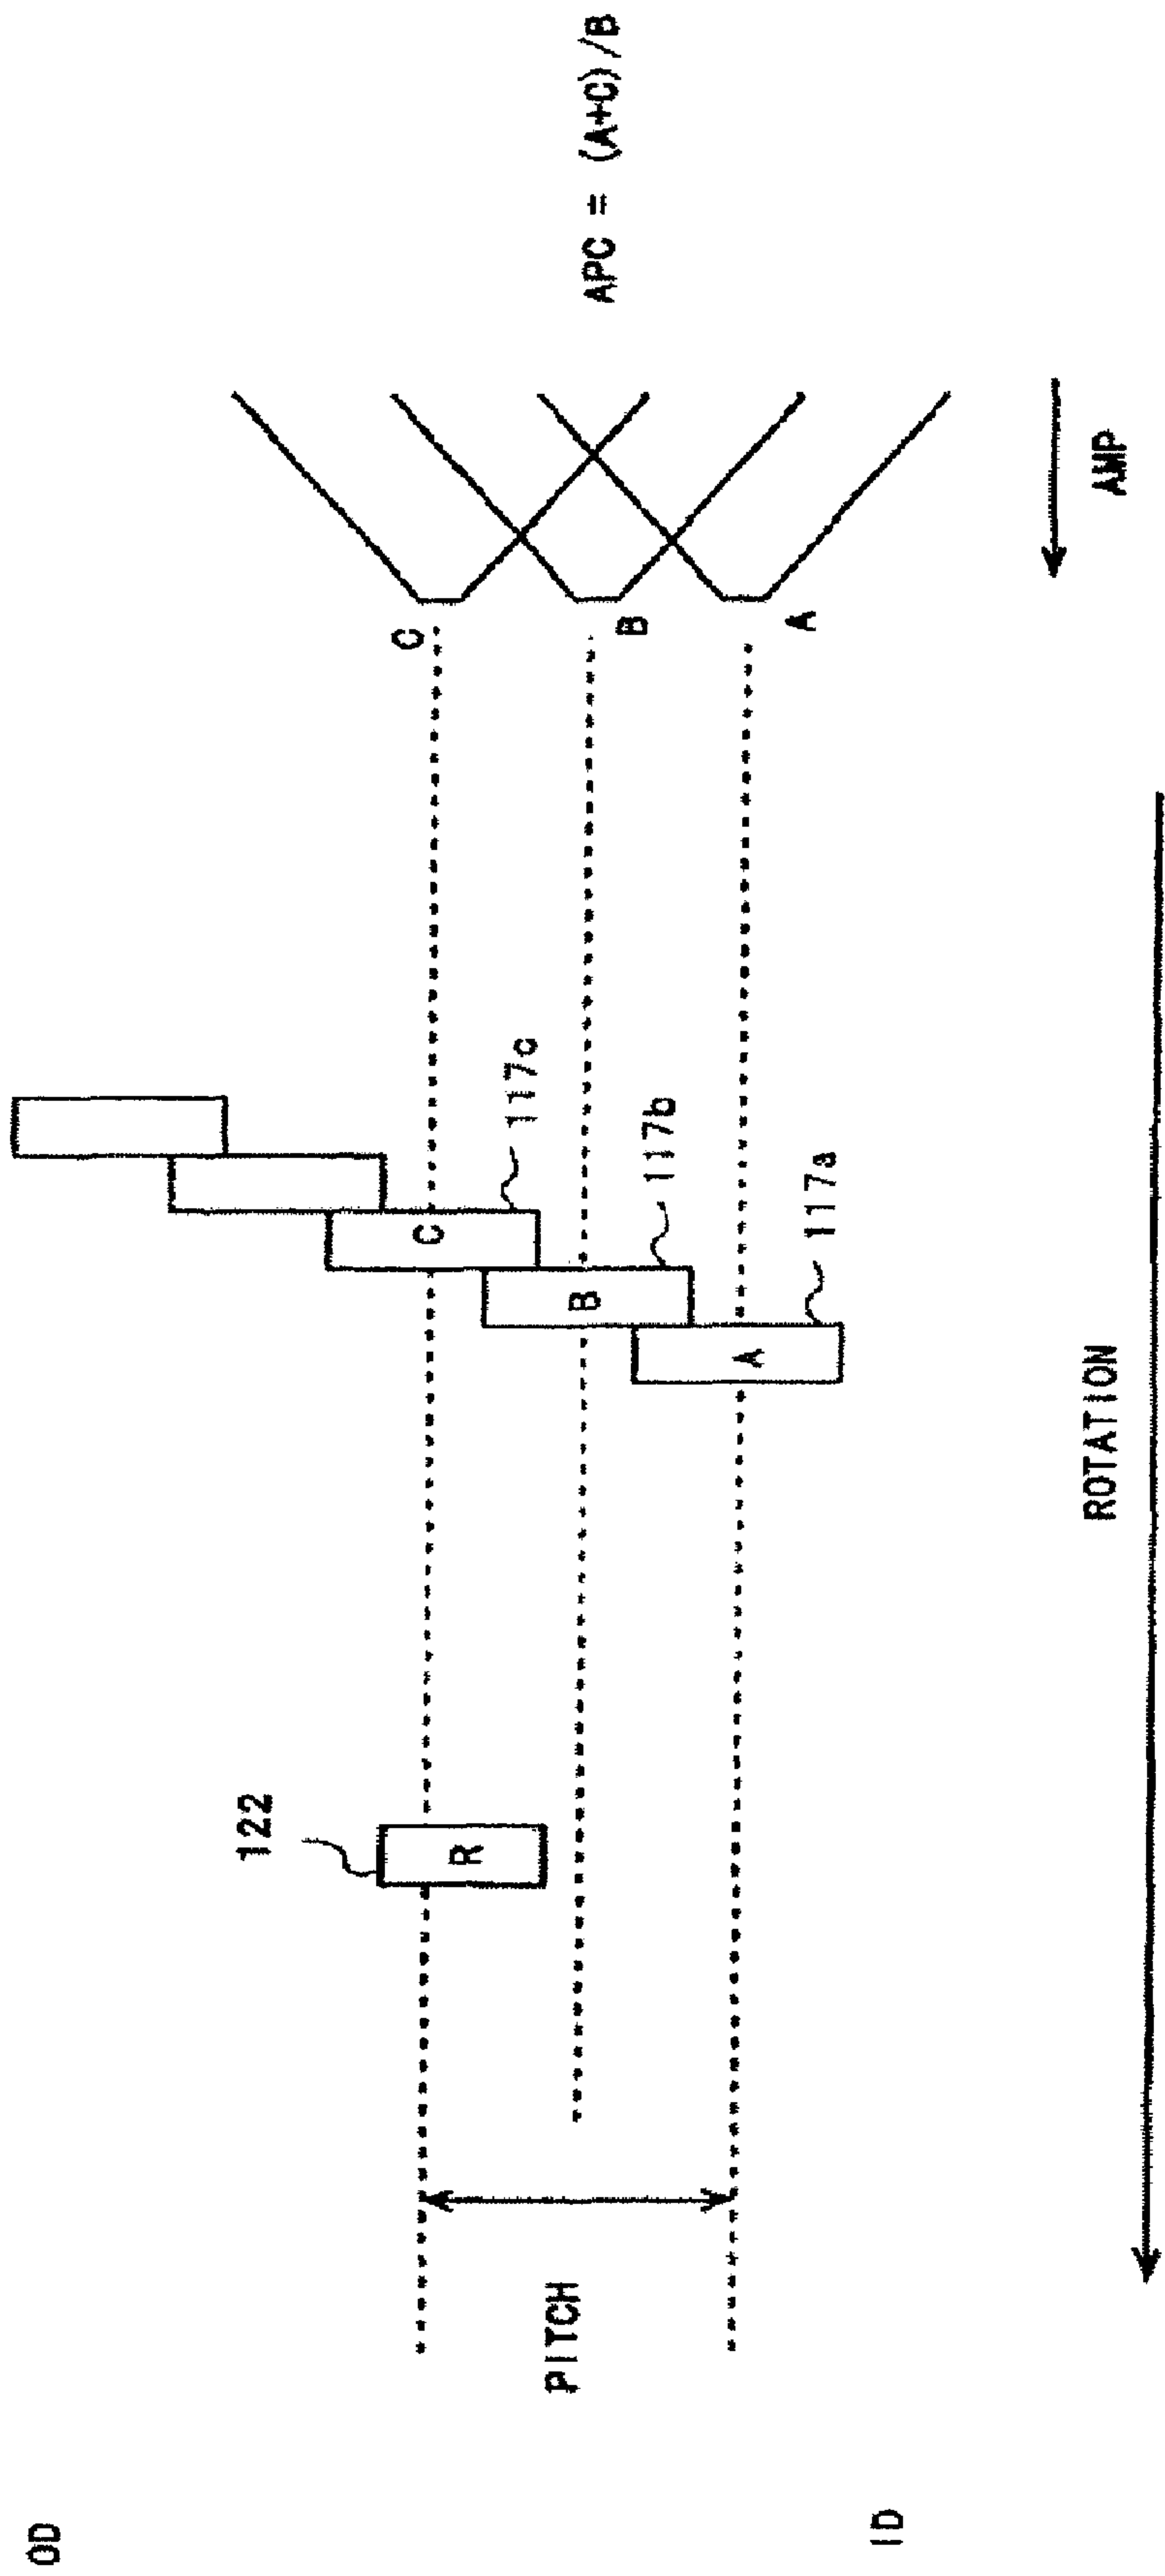 OD
ID
PITCH
122
R
ROTATION
A
B
C
117a
117b
117c
C
B
A
AMP
APC = (A+C)/B